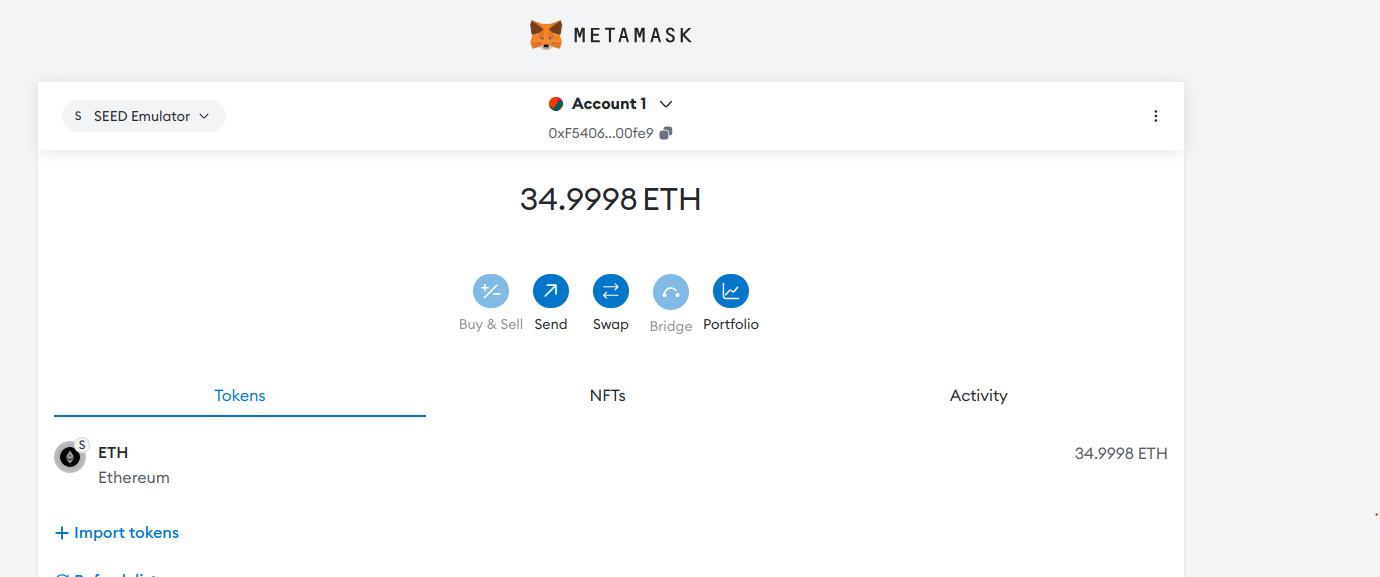 METAMASK
S SEED Emulator
Account 1
0xF5406...00fe9
34.9998 ETH
Buy & Sell Send Swap Bridge Portfolio
Tokens NFTs Activity
S
ETH 34.9998 ETH
Ethereum
+ Import tokens